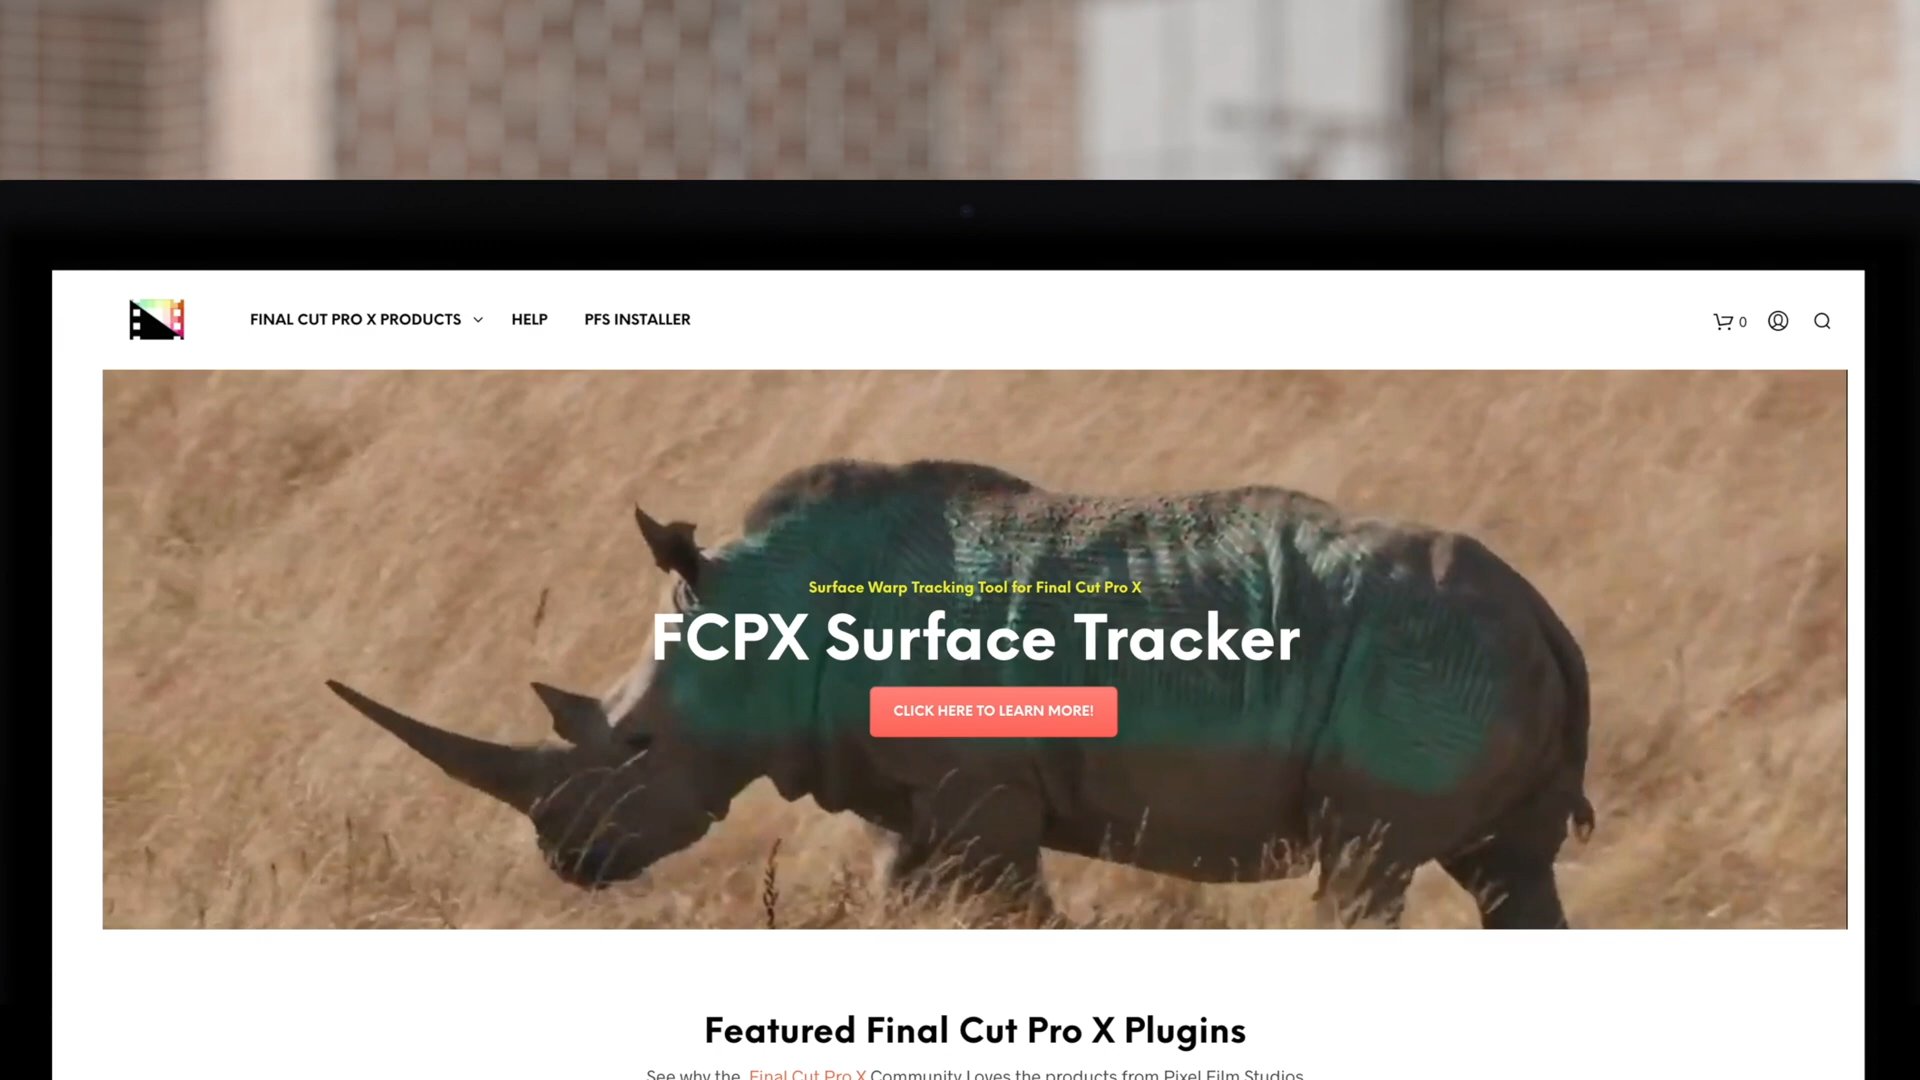 FINAL CUT PRO X PRODUCTS HELP PFS INSTALLER 0
Surface Warp Tracking Tool for Final Cut Pro X
FCPX Surface Tracker
CLICK HERE TO LEARN MORE!
Featured Final Cut Pro X Plugins
See why the Final Cut Pro X Community Loves the products from Pixel Film Studios